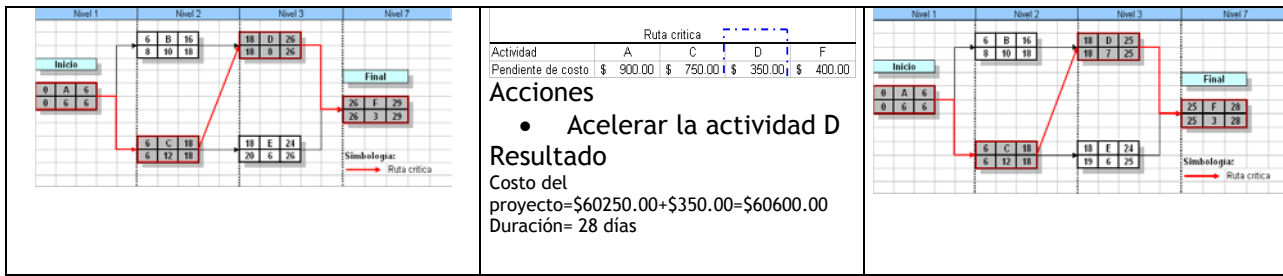 Nivel 1 Nivel 2 Nivel 3 Nivel 7
6 B 16
8 10 18
18 D 26
18 8 26
Inicio
0 A 6
0 6 6
Final
26 F 29
26 3 29
6 C 18
6 12 18
18 E 24
20 6 26
Simbología:
Ruta critica
Ruta critica
Actividad A C D F
Pendiente de costo $ 900.00 $ 750.00 $ 350.00 $ 400.00
Acciones
• Acelerar la actividad D
Resultado
Costo del
proyecto=$60250.00+$350.00=$60600.00
Duración= 28 días
Nivel 1 Nivel 2 Nivel 3 Nivel 7
6 B 16
8 10 18
18 D 25
18 7 25
Inicio
0 A 6
0 6 6
Final
25 F 28
25 3 28
6 C 18
6 12 18
18 E 24
19 6 25
Simbología:
Ruta critica